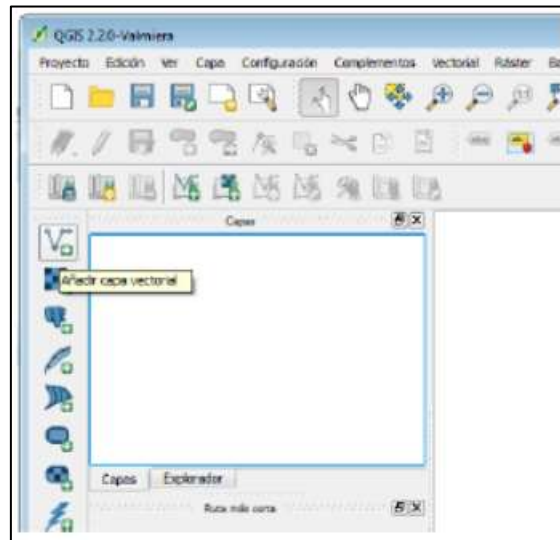 QGIS 2.2.0-Valmiera
Proyecto Edición Ver Capa Configuración Complementos Vectorial Ráster
Capas
Añadir capa vectorial
Capas Explorador
Ruta más corta